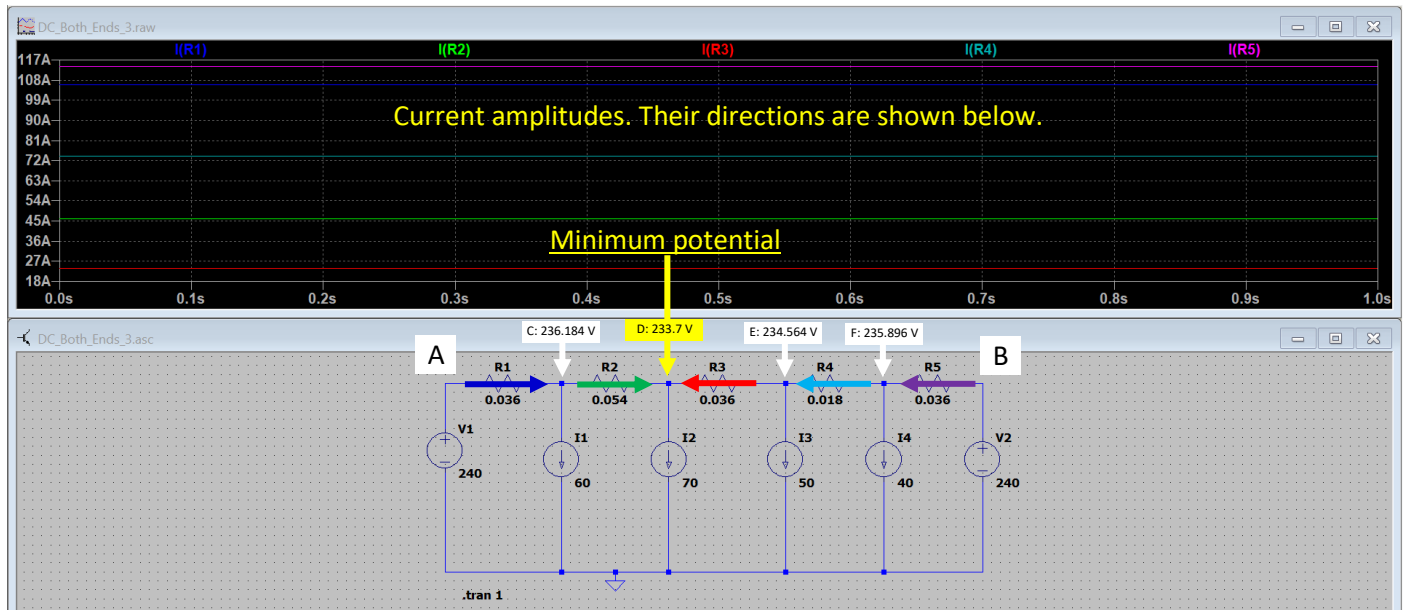 DC_Both_Ends_3.raw
I(R1) I(R2) I(R3) I(R4) I(R5)
117A
108A
99A
90A
81A
72A
63A
54A
45A
36A
27A
18A
Current amplitudes. Their directions are shown below.
Minimum potential
0.0s 0.1s 0.2s 0.3s 0.4s 0.5s 0.6s 0.7s 0.8s 0.9s 1.0s
DC_Both_Ends_3.asc
C: 236.184 V D: 233.7 V E: 234.564 V F: 235.896 V
A B
R1 R2 R3 R4 R5
0.036 0.054 0.036 0.018 0.036
V1 I1 I2 I3 I4 V2
240 60 70 50 40 240
.tran 1